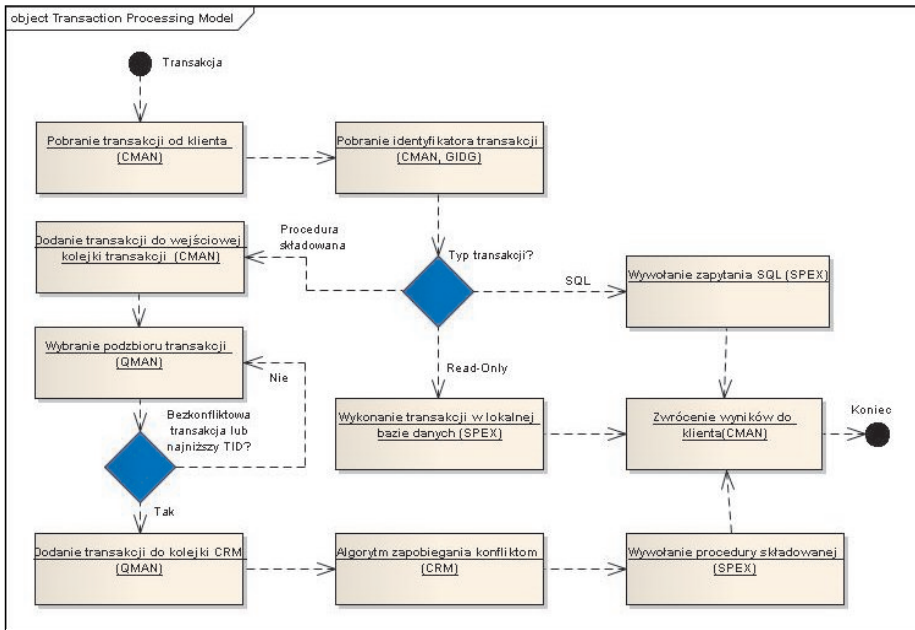 object Transaction Processing Model
Transakcja
Pobranie transakcji od klienta
(CMAN)
Pobranie identyfikatora transakcji
(CMAN, GIDG)
Dodanie transakcji do wejściowej
kolejki transakcji (CMAN)
Procedura
składowana
Typ transakcji?
SQL
Wywołanie zapytania SQL (SPEX)
Wybranie podzbioru transakcji
(QMAN)
Nie
Read-Only
Bezkonfliktowa
transakcja lub
najniższy TID?
Wykonanie transakcji w lokalnej
bazie danych (SPEX)
Zwrócenie wyników do
klienta(CMAN)
Koniec
Tak
Dodanie transakcji do kolejki CRM
(QMAN)
Algorytm zapobiegania konfliktom
(CRM)
Wywołanie procedury składowanej
(SPEX)